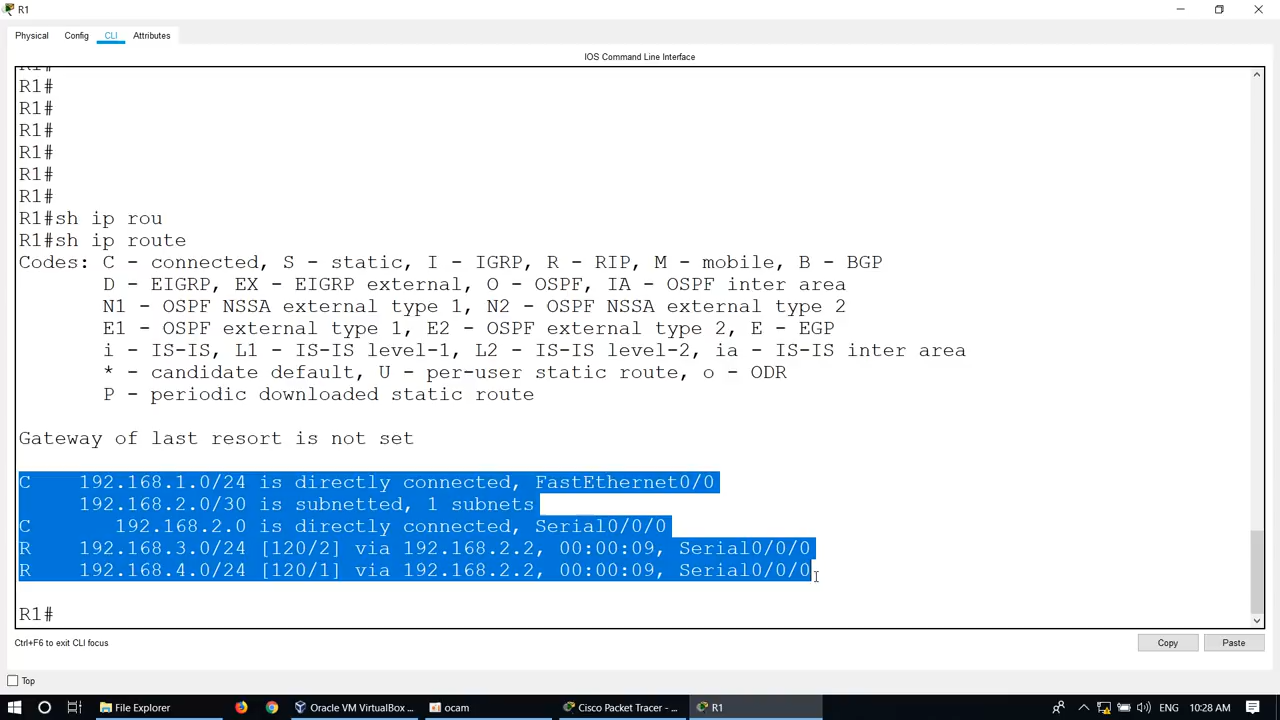 R1
Physical Config CLI Attributes
IOS Command Line Interface
R1#
R1#
R1#
R1#
R1#
R1#
R1#
R1#sh ip rou
R1#sh ip route
Codes: C - connected, S - static, I - IGRP, R - RIP, M - mobile, B - BGP
D - EIGRP, EX - EIGRP external, O - OSPF, IA - OSPF inter area
N1 - OSPF NSSA external type 1, N2 - OSPF NSSA external type 2
E1 - OSPF external type 1, E2 - OSPF external type 2, E - EGP
i - IS-IS, L1 - IS-IS level-1, L2 - IS-IS level-2, ia - IS-IS inter area
* - candidate default, U - per-user static route, o - ODR
P - periodic downloaded static route
Gateway of last resort is not set
C 192.168.1.0/24 is directly connected, FastEthernet0/0
192.168.2.0/30 is subnetted, 1 subnets
C 192.168.2.0 is directly connected, Serial0/0/0
R 192.168.3.0/24 [120/2] via 192.168.2.2, 00:00:09, Serial0/0/0
R 192.168.4.0/24 [120/1] via 192.168.2.2, 00:00:09, Serial0/0/0
R1#
Ctrl+F6 to exit CLI focus
Copy Paste
Top
File Explorer Oracle VM VirtualBox ... ocam Cisco Packet Tracer - ... R1 ENG 10:28 AM